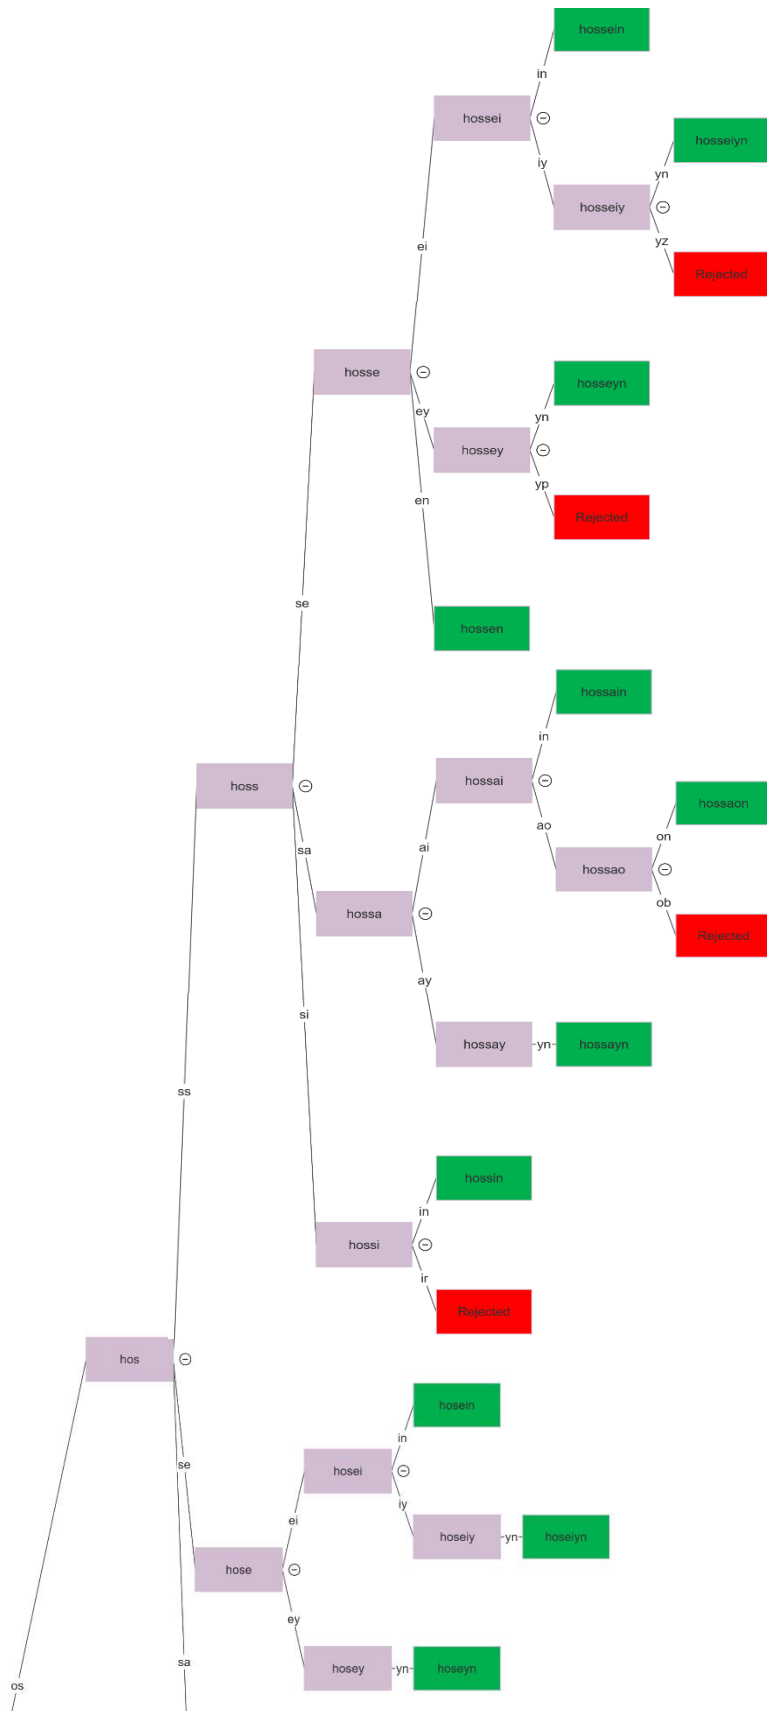 hossein
in
hossei
hosseiyn
iy
yn
hosseiy
yz
ei
Rejected
hosse
hosseyn
ey
yn
hossey
en
yp
Rejected
se
hossen
hossain
in
hoss
hossai
hossaon
ao
on
sa
ai
hossao
ob
hossa
Rejected
ay
si
hossay
yn
hossayn
ss
hossin
in
hossi
ir
Rejected
hos
hosein
in
se
hosei
iy
ei
hoseiy
yn
hoseiyn
hose
ey
sa
hosey
yn
hoseyn
os